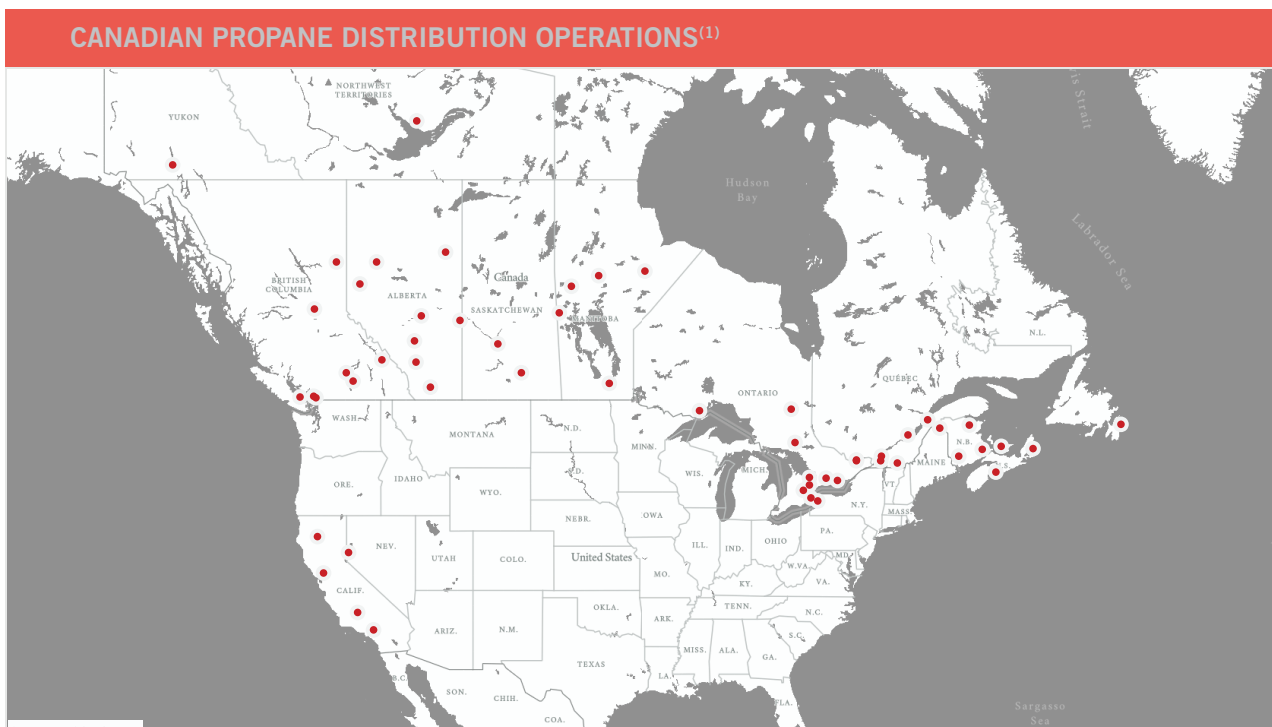 CANADIAN PROPANE DISTRIBUTION OPERATIONS(1)
NORTHWEST
TERRITORIES
YUKON
Hudson
Bay
Labrador Sea
BRITISH
COLUMBIA
ALBERTA
Canada
SASKATCHEWAN
MANITOBA
ONTARIO
QUÉBEC
N.L.
N.B.
WASH.
MONTANA
N.D.
MINN.
MAINE
ORE.
IDAHO
WYO.
WIS.
MICH.
VT.
N.Y.
MASS.
NEBR.
IOWA
NEV.
UTAH
COLO.
United States
ILL.
IND.
OHIO
PA.
MD.
CALIF.
MO.
KY.
W.VA.
VA.
ARIZ.
N.M.
OKLA.
ARK.
TENN.
N.C.
S.C.
TEXAS
MISS.
ALA.
GA.
LA.
FLA.
B.C.
SON.
CHIH.
COA.
Sargasso
Sea